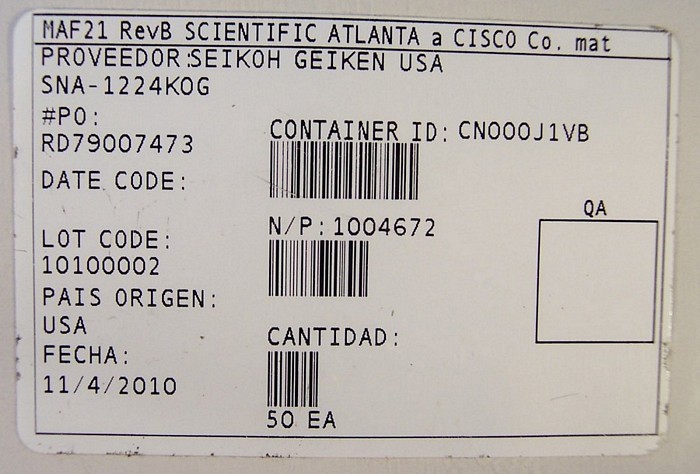 MAF21 RevB SCIENTIFIC ATLANTA a CISCO Co. mat
PROVEEDOR:SEIKOH GEIKEN USA
SNA-1224KOG
#PO:
RD79007473
CONTAINER ID: CN000J1VB
DATE CODE:
QA
N/P: 1004672
LOT CODE:
10100002
PAIS ORIGEN:
USA
CANTIDAD:
FECHA:
11/4/2010
50 EA